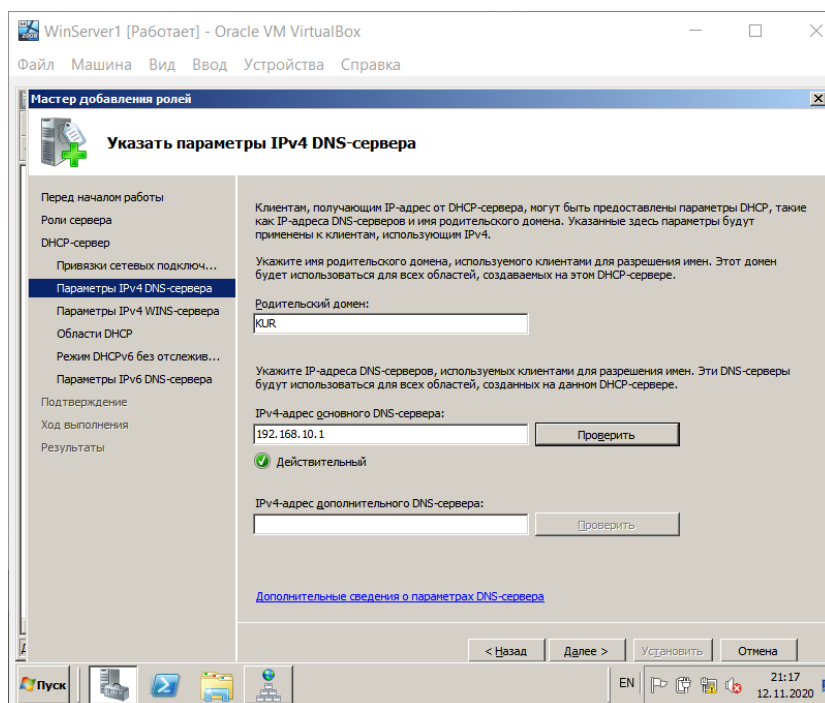 WinServer1 [Работает] - Oracle VM VirtualBox
Файл Машина Вид Ввод Устройства Справка
Мастер добавления ролей
Указать параметры IPv4 DNS-сервера
Перед началом работы
Роли сервера
DHCP-сервер
Привязки сетевых подключ...
Параметры IPv4 DNS-сервера
Параметры IPv4 WINS-сервера
Области DHCP
Режим DHCPv6 без отслежив...
Параметры IPv6 DNS-сервера
Подтверждение
Ход выполнения
Результаты
Клиентам, получающим IP-адрес от DHCP-сервера, могут быть предоставлены параметры DHCP, такие
как IP-адреса DNS-серверов и имя родительского домена. Указанные здесь параметры будут
применены к клиентам, использующим IPv4.
Укажите имя родительского домена, используемого клиентами для разрешения имен. Этот домен
будет использоваться для всех областей, создаваемых на этом DHCP-сервере.
Родительский домен:
KUR
Укажите IP-адреса DNS-серверов, используемых клиентами для разрешения имен. Эти DNS-серверы
будут использоваться для всех областей, созданных на данном DHCP-сервере.
IPv4-адрес основного DNS-сервера:
192.168.10.1
Проверить
Действительный
IPv4-адрес дополнительного DNS-сервера:
Проверить
Дополнительные сведения о параметрах DNS-сервера
< Назад Далее > Установить Отмена
Пуск
EN
21:17
12.11.2020